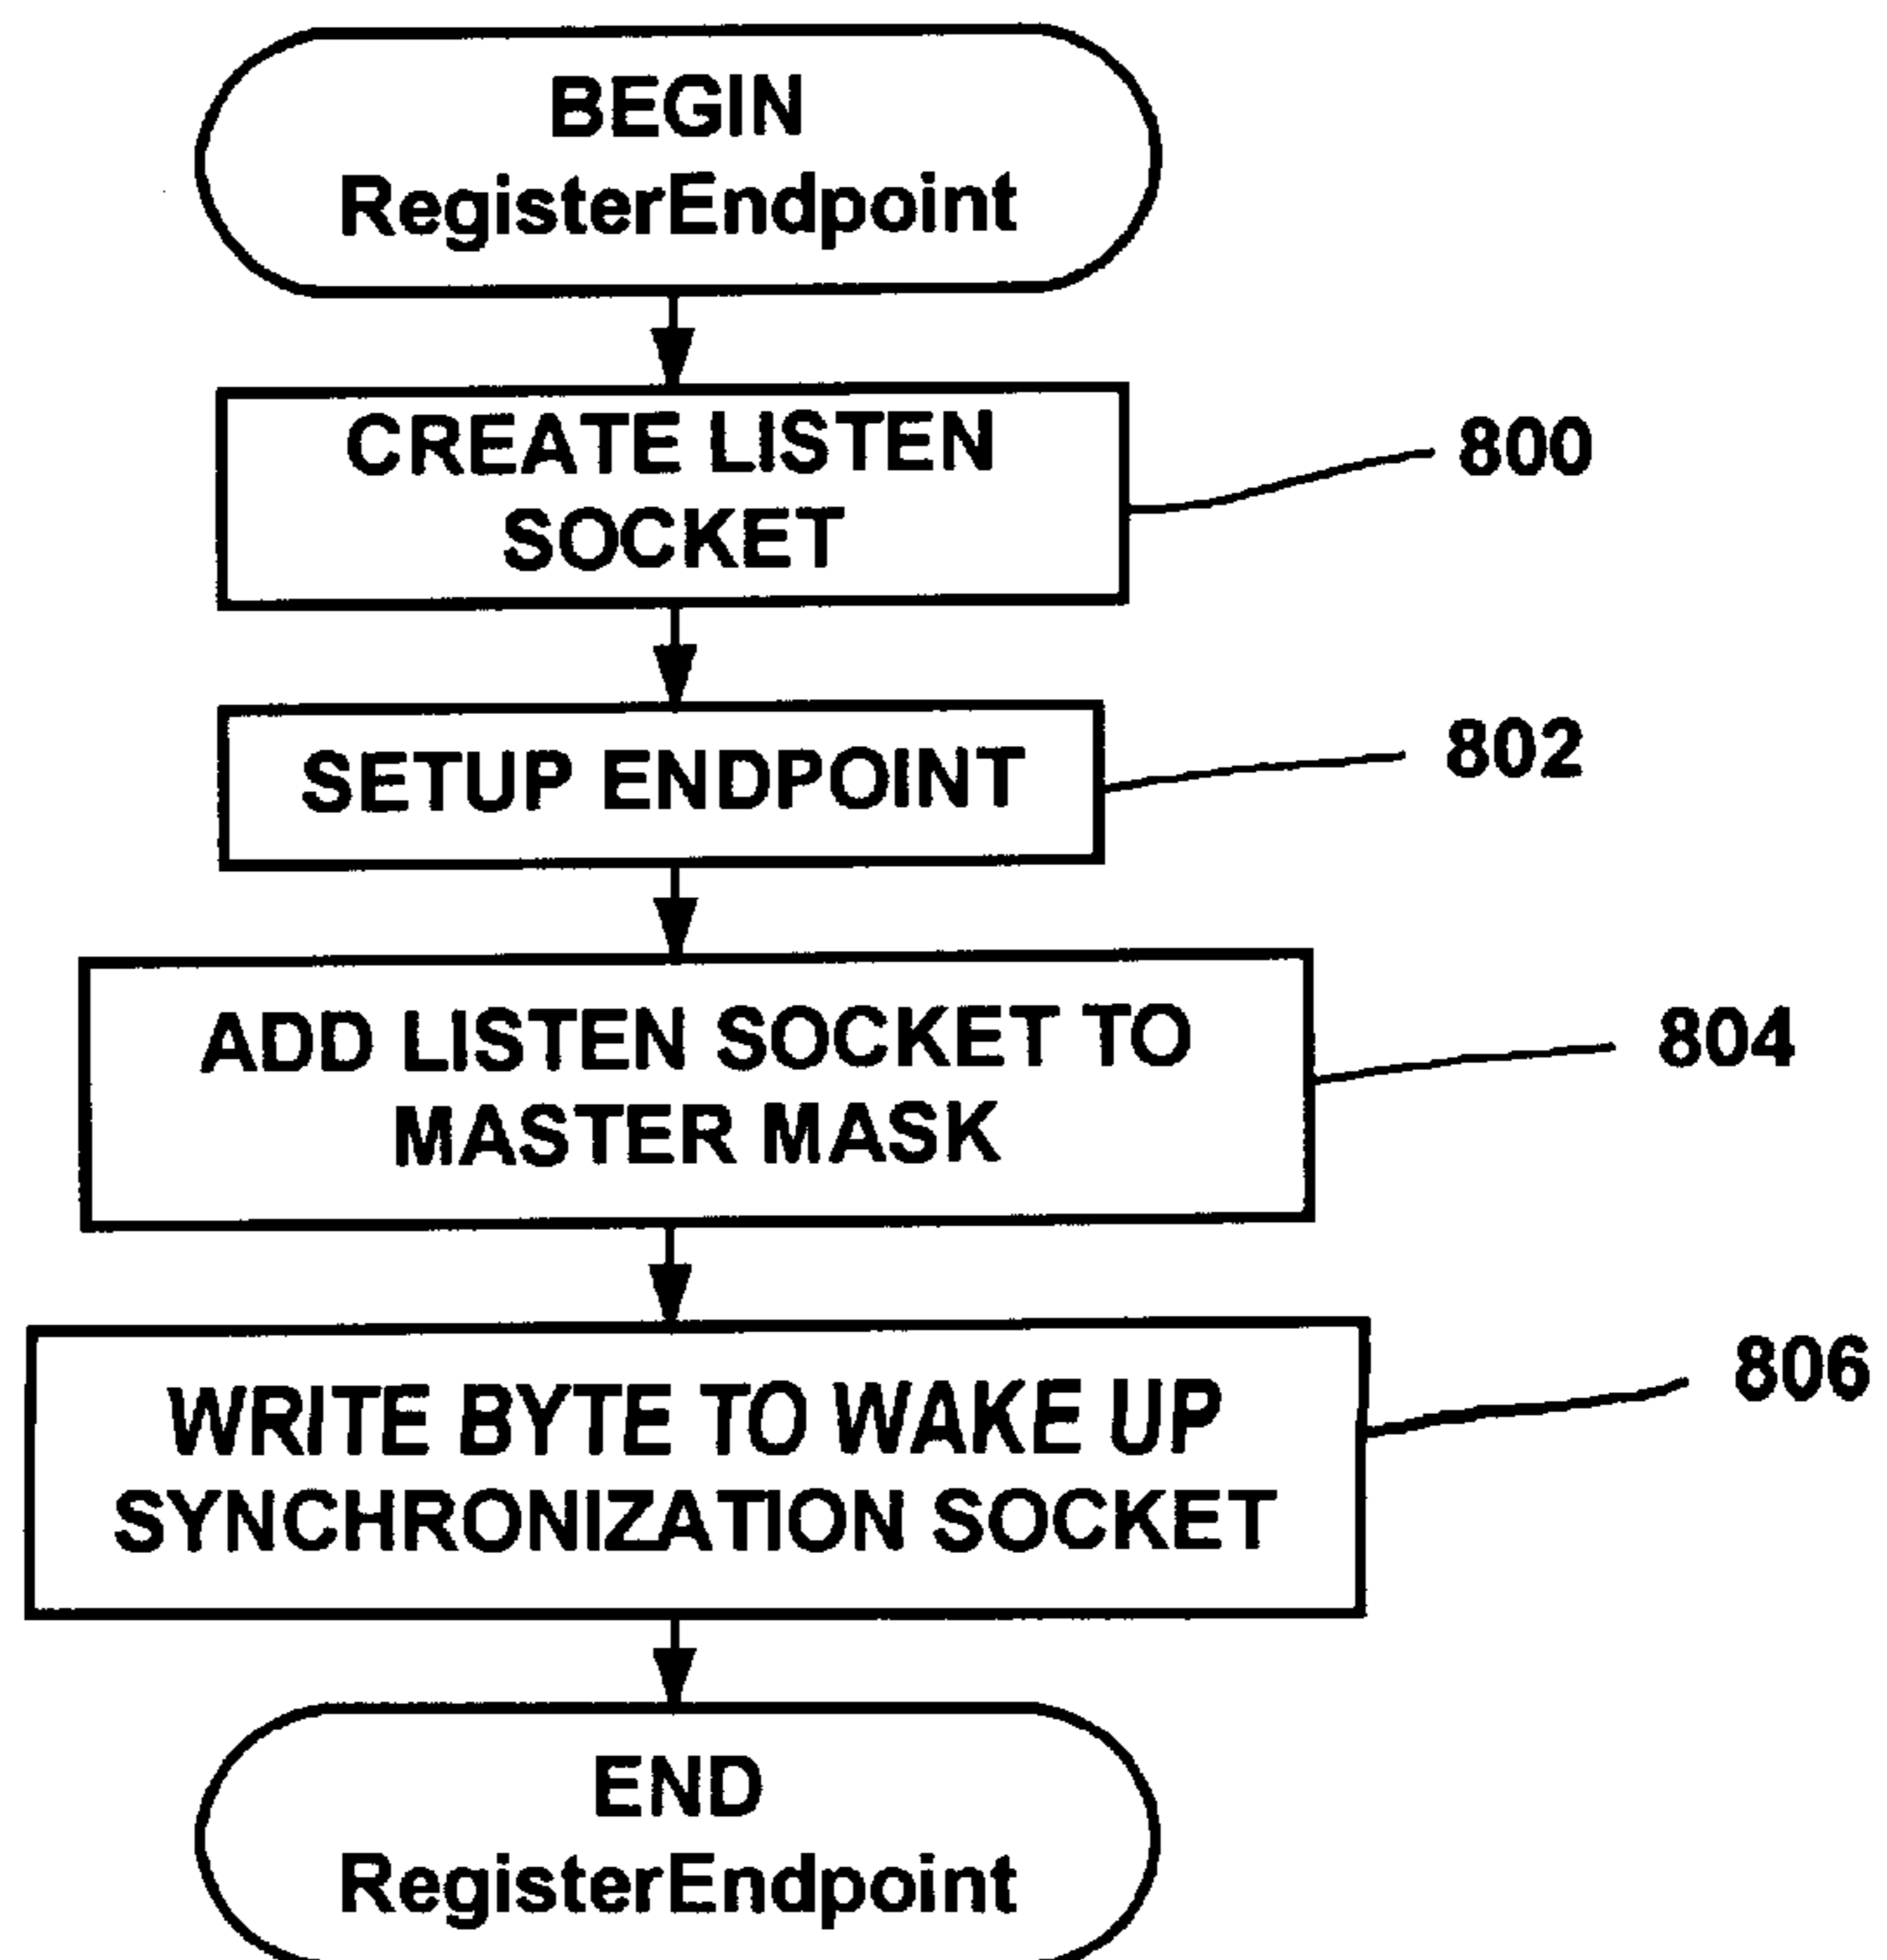 BEGIN
RegisterEndpoint
CREATE LISTEN
SOCKET
800
SETUP ENDPOINT
802
ADD LISTEN SOCKET TO
MASTER MASK
804
WRITE BYTE TO WAKE UP
SYNCHRONIZATION SOCKET
806
END
RegisterEndpoint